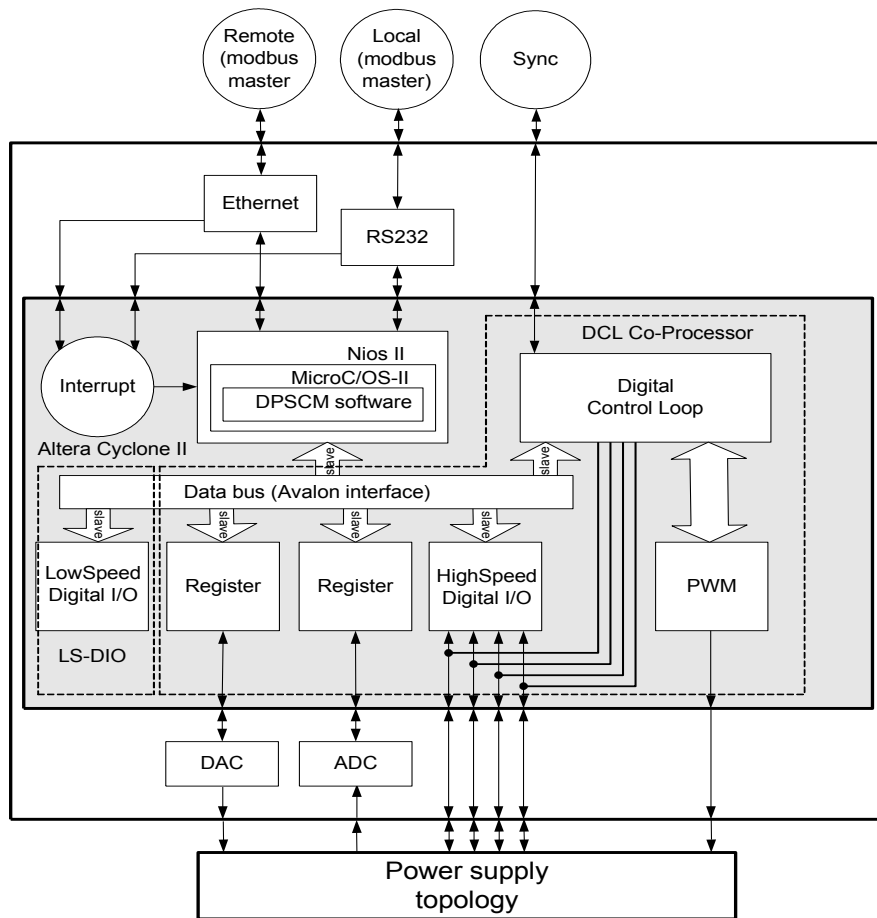 Remote
(modbus
master
Local
(modbus
master)
Sync
Ethernet
RS232
DCL Co-Processor
Interrupt
Nios II
MicroC/OS-II
DPSCM software
Digital
Control Loop
Altera Cyclone II
slave
slave
Data bus (Avalon interface)
slave
slave
slave
slave
LowSpeed
Digital I/O
Register
Register
HighSpeed
Digital I/O
PWM
LS-DIO
DAC
ADC
Power supply
topology